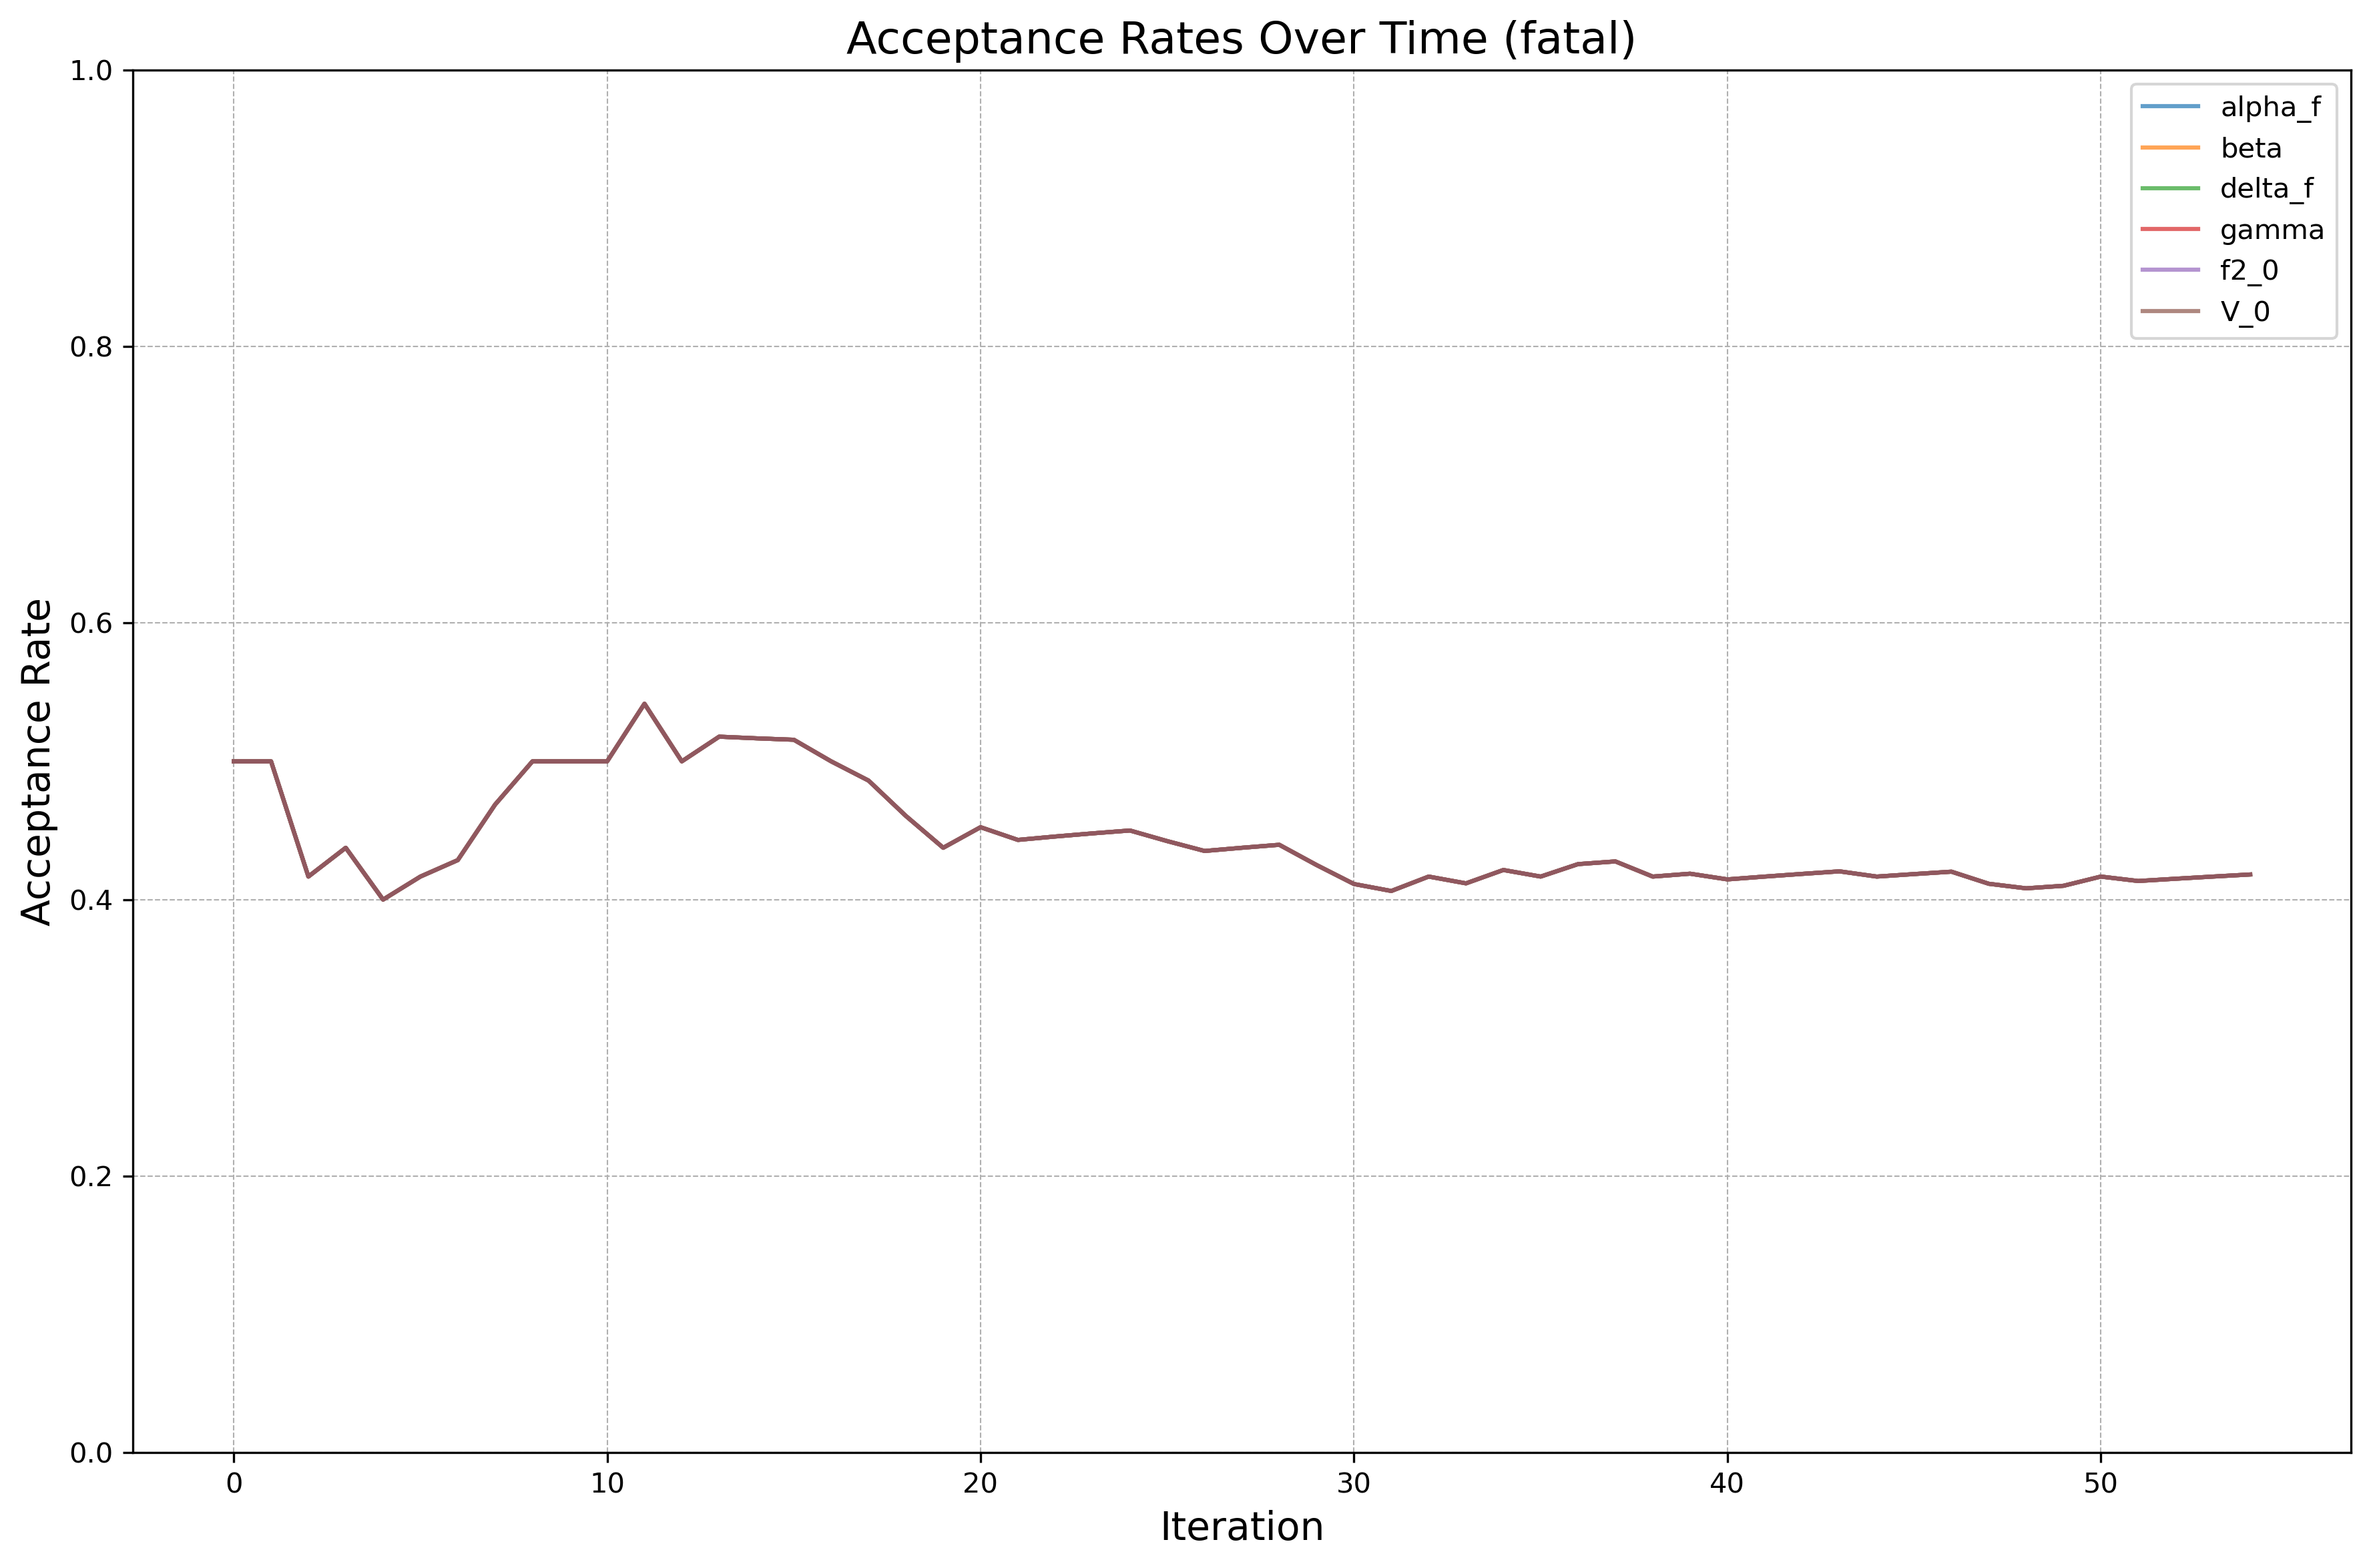 Acceptance Rates Over Time (fatal)
1.0
0.8
0.6
0.4
0.2
0.0
Acceptance Rate
alpha_f
beta
delta_f
gamma
f2_0
V_0
0 10 20 30 40 50
Iteration